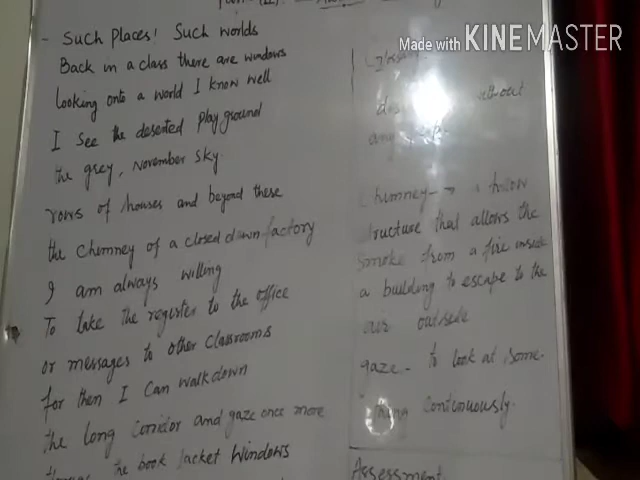 Made with KINEMASTER
- Such Places! Such worlds
Back in a class there are windows
looking onto a world I know well
I see the deserted playground
the grey, November sky
rows of houses and beyond these
the chimney of a closed down factory
I am always willing
To take the register to the office
or messages to other classrooms
for then I can walk down
the long corridor and gaze once more
the book jacket windows
Glossary
without
any
Chimney - a hollow
structure that allows the
smoke from a fire inside
a building to escape to the
air outside
gaze - to look at some-
continuously.
Assessment